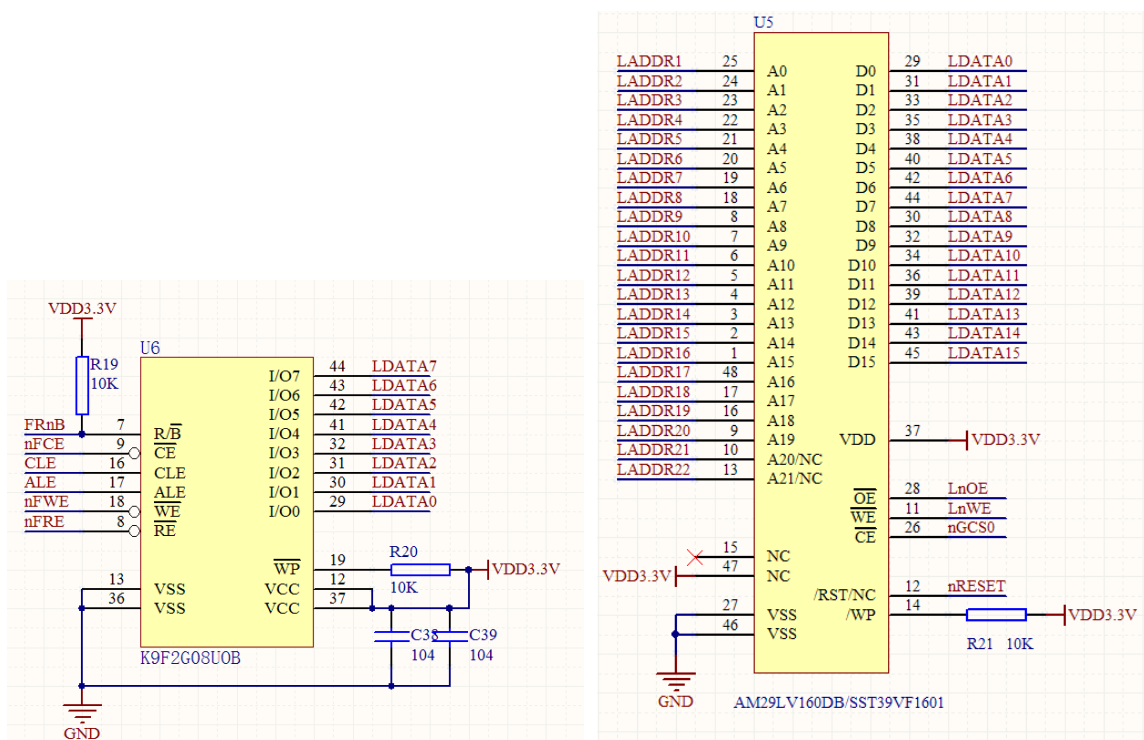 VDD3.3V
R19
10K
U6
FRnB 7 R/B
nFCE 9 CE
CLE 16 CLE
ALE 17 ALE
nFWE 18 WE
nFRE 8 RE
13 VSS
36 VSS
I/O7 44 LDATA7
I/O6 43 LDATA6
I/O5 42 LDATA5
I/O4 41 LDATA4
I/O3 32 LDATA3
I/O2 31 LDATA2
I/O1 30 LDATA1
I/O0 29 LDATA0
WP 19 R20 10K VDD3.3V
VCC 12
VCC 37
C38 104
C39 104
K9F2G08U0B
GND
U5
LADDR1 25 A0
LADDR2 24 A1
LADDR3 23 A2
LADDR4 22 A3
LADDR5 21 A4
LADDR6 20 A5
LADDR7 19 A6
LADDR8 18 A7
LADDR9 8 A8
LADDR10 7 A9
LADDR11 6 A10
LADDR12 5 A11
LADDR13 4 A12
LADDR14 3 A13
LADDR15 2 A14
LADDR16 1 A15
LADDR17 48 A16
LADDR18 17 A17
LADDR19 16 A18
LADDR20 9 A19
LADDR21 10 A20/NC
LADDR22 13 A21/NC
15 NC
VDD3.3V 47 NC
27 VSS
46 VSS
GND
D0 29 LDATA0
D1 31 LDATA1
D2 33 LDATA2
D3 35 LDATA3
D4 38 LDATA4
D5 40 LDATA5
D6 42 LDATA6
D7 44 LDATA7
D8 30 LDATA8
D9 32 LDATA9
D10 34 LDATA10
D11 36 LDATA11
D12 39 LDATA12
D13 41 LDATA13
D14 43 LDATA14
D15 45 LDATA15
VDD 37 VDD3.3V
OE 28 LnOE
WE 11 LnWE
CE 26 nGCS0
/RST/NC 12 nRESET
/WP 14 VDD3.3V
R21 10K
AM29LV160DB/SST39VF1601